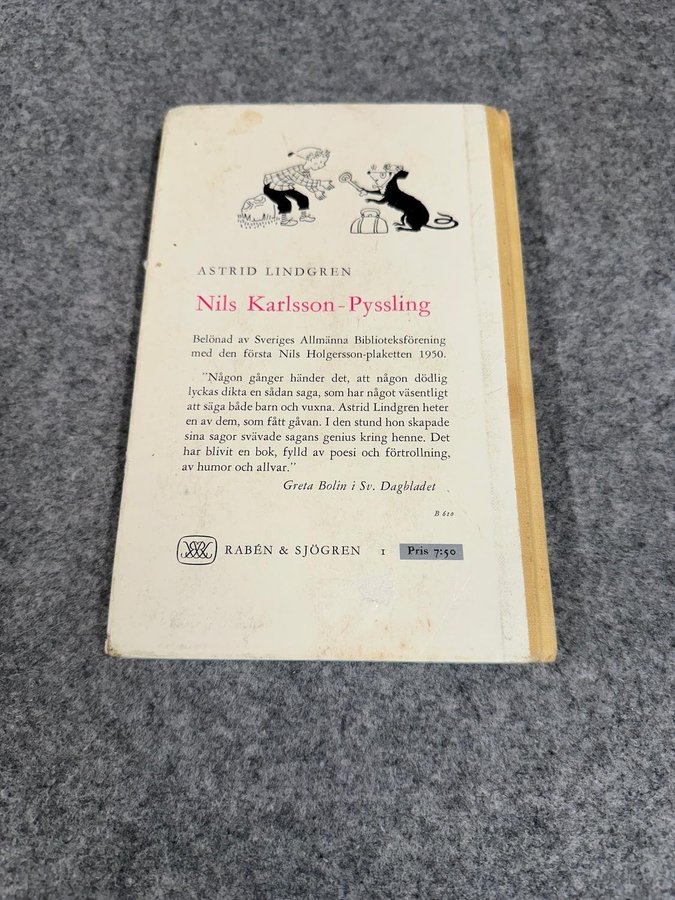 ASTRID LINDGREN
Nils Karlsson-Pyssling
Belönad av Sveriges Allmänna Biblioteksförening
med den första Nils Holgersson-plaketten 1950.
"Någon gånger händer det, att någon dödlig
lyckas dikta en sådan saga, som har något väsentligt
att säga både barn och vuxna. Astrid Lindgren heter
en av dem, som fått gåvan. I den stund hon skapade
sina sagor svävade sagans genius kring henne. Det
har blivit en bok, fylld av poesi och förtrollning,
av humor och allvar."
Greta Bolin i Sv. Dagbladet
B 610
RABÉN & SJÖGREN 1 Pris 7:50